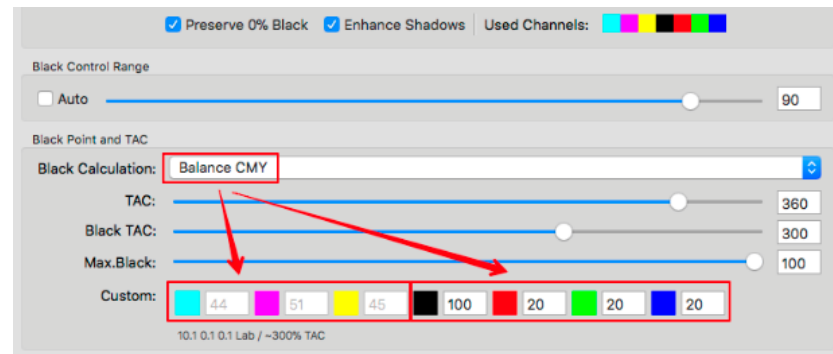 Preserve 0% Black Enhance Shadows Used Channels:
Black Control Range
Auto 90
Black Point and TAC
Black Calculation: Balance CMY
TAC: 360
Black TAC: 300
Max.Black: 100
Custom: 44 51 45 100 20 20 20
10.1 0.1 0.1 Lab / ~300% TAC